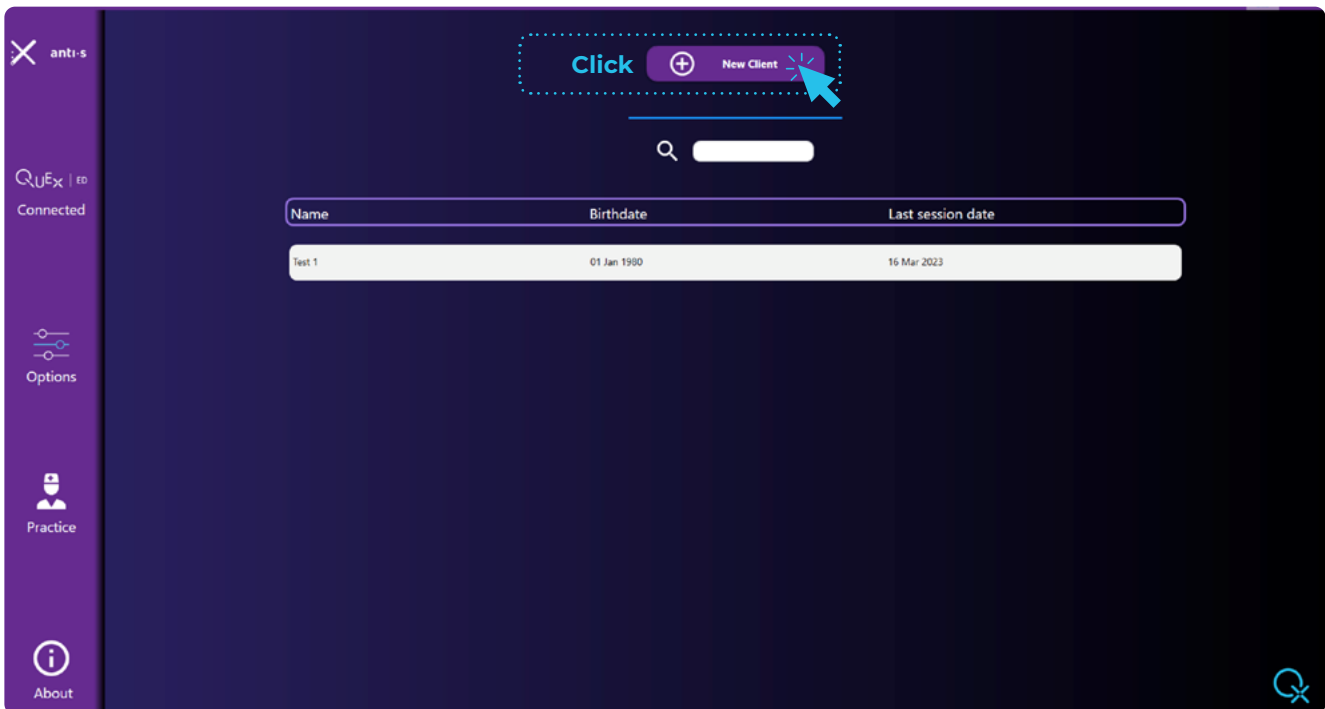 anti·s
Click New Client
QUEX | ED
Connected
Name Birthdate Last session date
Test 1 01 Jan 1980 16 Mar 2023
Options
Practice
About